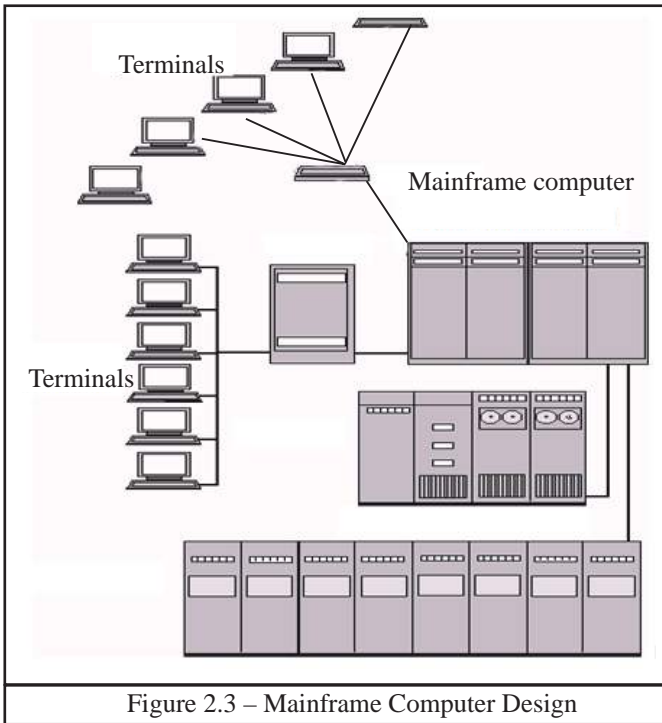 Terminals
Mainframe computer
Terminals
Figure 2.3 – Mainframe Computer Design